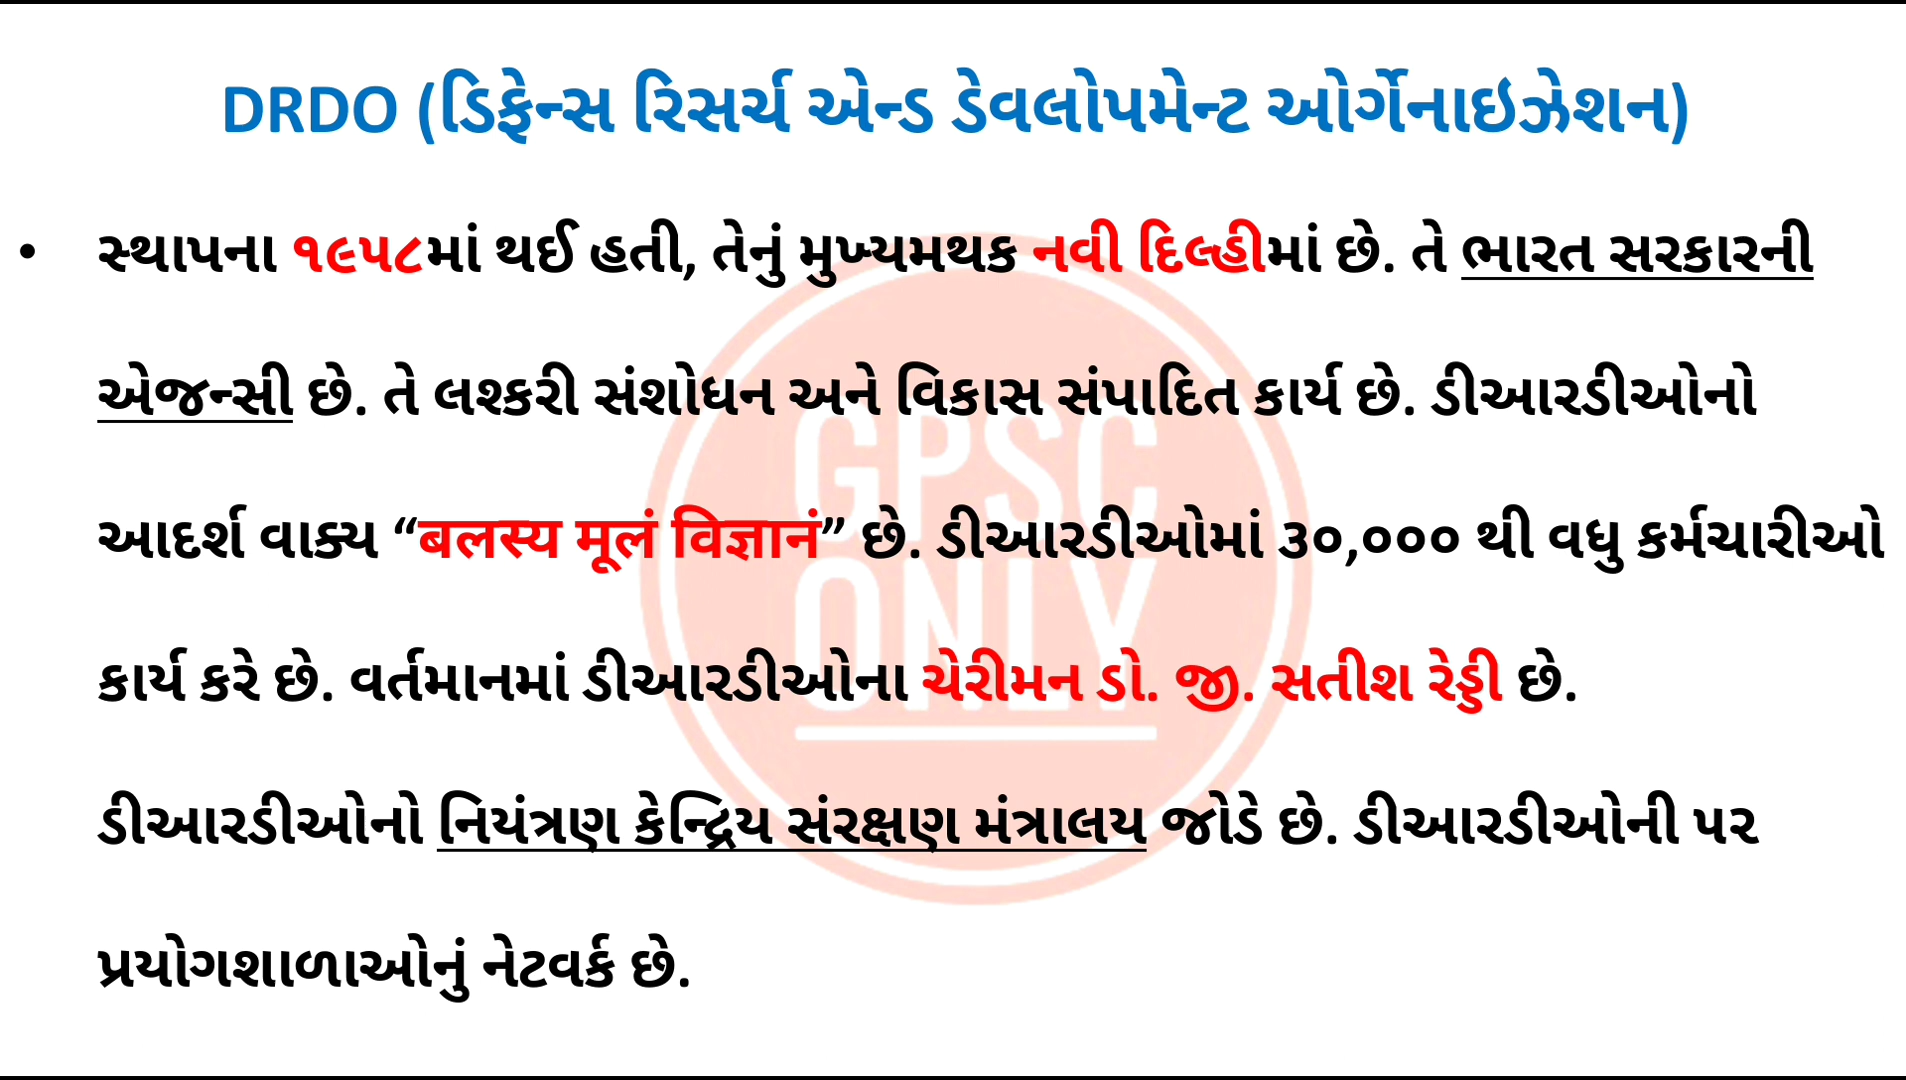 DRDO (ડિફેન્સ રિસર્ચ એન્ડ ડેવલોપમેન્ટ ઓર્ગેનાઇઝેશન)
• સ્થાપના ૧૯૫૮માં થઈ હતી, તેનું મુખ્યમથક નવી દિલ્હીમાં છે. તે ભારત સરકારની
એજન્સી છે. તે લશ્કરી સંશોધન અને વિકાસ સંપાદિત કાર્ય છે. ડીઆરડીઓનો
આદર્શ વાક્ય “बलस्य मूलं विज्ञानं” છે. ડીઆરડીઓમાં ૩૦,૦૦૦ થી વધુ કર્મચારીઓ
કાર્ય કરે છે. વર્તમાનમાં ડીઆરડીઓના ચેરીમન ડો. જી. સતીશ રેડ્ડી છે.
ડીઆરડીઓનો નિયંત્રણ કેન્દ્રિય સંરક્ષણ મંત્રાલય જોડે છે. ડીઆરડીઓની ૫૨
પ્રયોગશાળાઓનું નેટવર્ક છે.
GPSC
ONLY